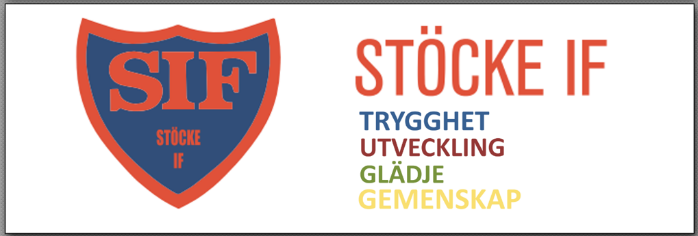 SIF
STÖCKE
IF
STÖCKE IF
TRYGGHET
UTVECKLING
GLÄDJE
GEMENSKAP